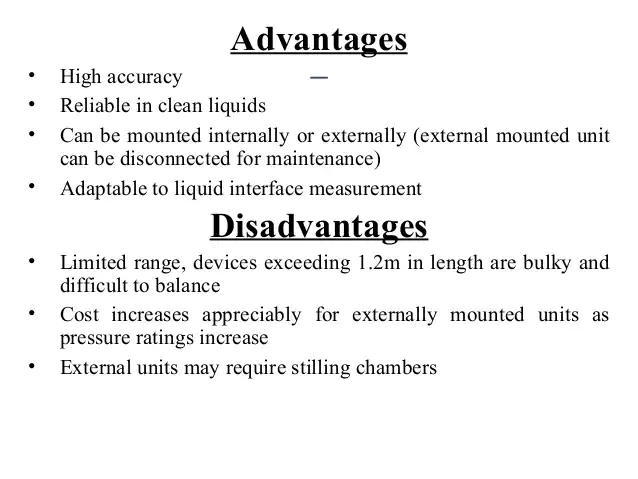 Advantages
• High accuracy
• Reliable in clean liquids
• Can be mounted internally or externally (external mounted unit
can be disconnected for maintenance)
• Adaptable to liquid interface measurement
Disadvantages
• Limited range, devices exceeding 1.2m in length are bulky and
difficult to balance
• Cost increases appreciably for externally mounted units as
pressure ratings increase
• External units may require stilling chambers